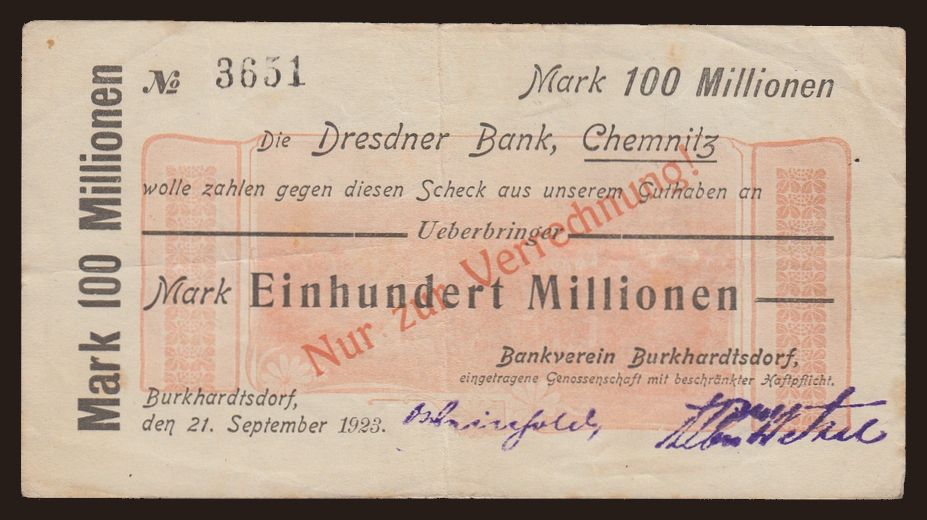 Mark 100 Millionen
№ 3651
Mark 100 Millionen
Die Dresdner Bank, Chemnitz
wolle zahlen gegen diesen Scheck aus unserem Guthaben an
Ueberbringer
Nur zur Verrechnung!
Mark Einhundert Millionen
Bankverein Burkhardtsdorf,
eingetragene Genossenschaft mit beschränkter Haftpflicht.
Burkhardtsdorf,
den 21. September 1923.